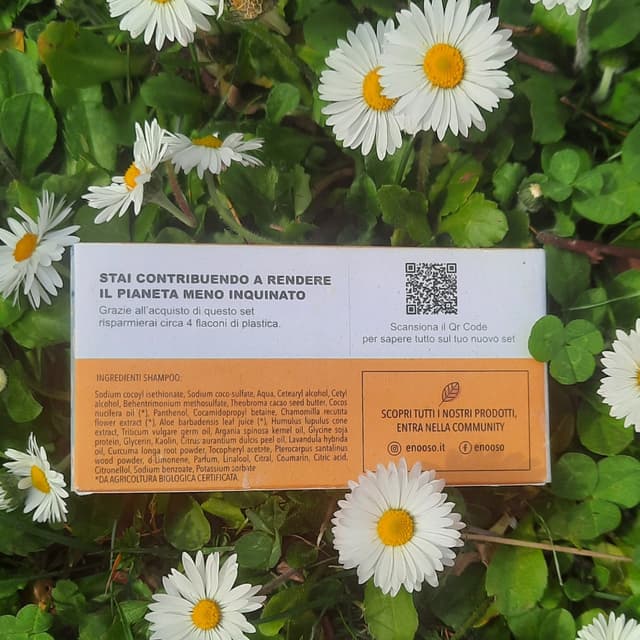 STAI CONTRIBUENDO A RENDERE
IL PIANETA MENO INQUINATO
Grazie all'acquisto di questo set
risparmierai circa 4 flaconi di plastica.
Scansiona il Qr Code
per sapere tutto sul tuo nuovo set
INGREDIENTI SHAMPOO:
Sodium cocoyl isethionate, Sodium coco-sulfate, Aqua, Cetearyl alcohol, Cetyl
alcohol, Behentrimonium methosulfate, Theobroma cacao seed butter, Cocos
nucifera oil (*), Panthenol, Cocamidopropyl betaine, Chamomilla recutita
flower extract (*), Aloe barbadensis leaf juice (*), Humulus lupulus cone
extract, Triticum vulgare germ oil, Argania spinosa kernel oil, Glycine soja
protein, Glycerin, Kaolin, Citrus aurantium dulcis peel oil, Lavandula hybrida
oil, Curcuma longa root powder, Tocopheryl acetate, Pterocarpus santalinus
wood powder, d-Limonene, Parfum, Linalool, Citral, Coumarin, Citric acid,
Citronellol, Sodium benzoate, Potassium sorbate
*DA AGRICOLTURA BIOLOGICA CERTIFICATA.
SCOPRI TUTTI I NOSTRI PRODOTTI,
ENTRA NELLA COMMUNITY
enooso.it enooso